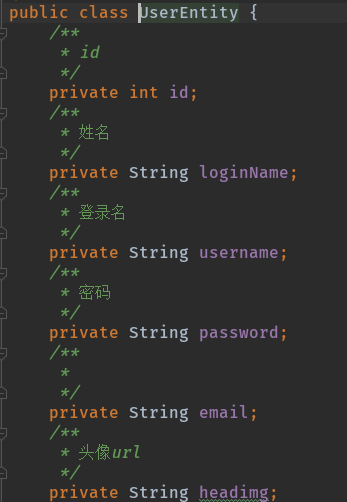 public class UserEntity {
/**
* id
*/
private int id;
/**
* 姓名
*/
private String loginName;
/**
* 登录名
*/
private String username;
/**
* 密码
*/
private String password;
/**
*
*/
private String email;
/**
* 头像url
*/
private String headimg;